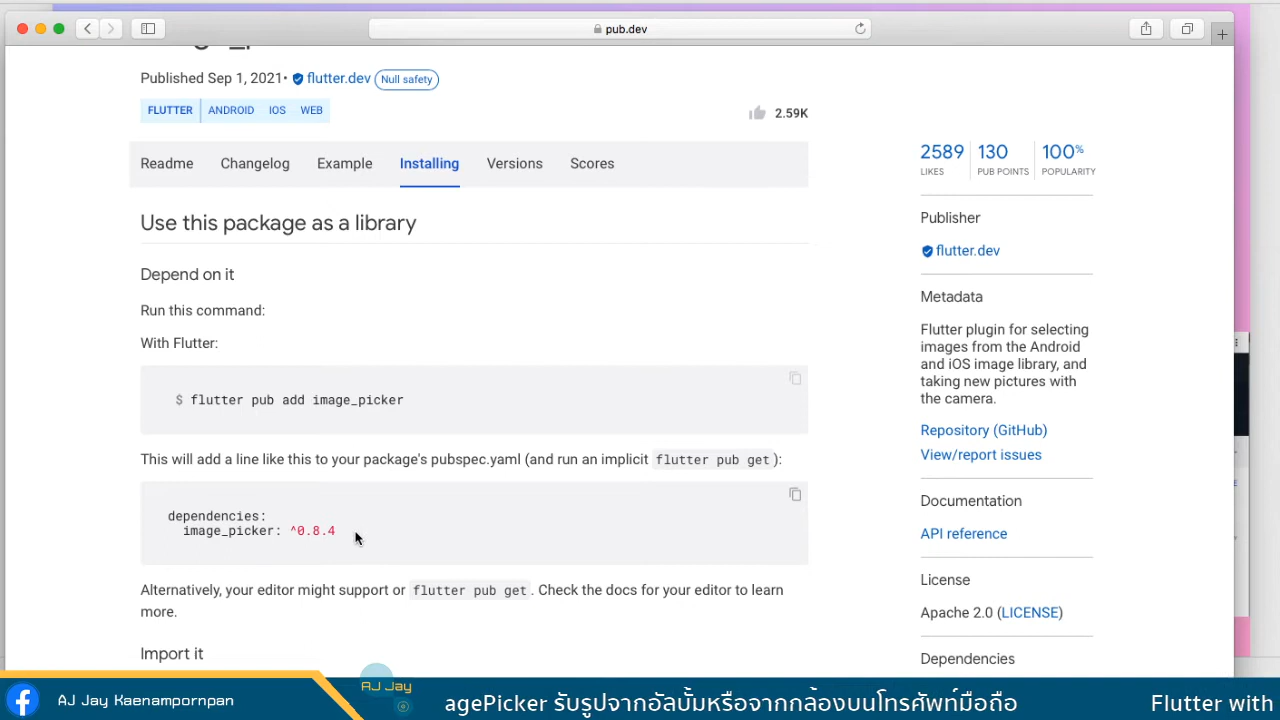 pub.dev
Published Sep 1, 2021• flutter.dev Null safety
FLUTTER ANDROID IOS WEB
2.59K
Readme Changelog Example Installing Versions Scores
Use this package as a library
Depend on it
Run this command:
With Flutter:
$ flutter pub add image_picker
This will add a line like this to your package's pubspec.yaml (and run an implicit flutter pub get ):
dependencies:
image_picker: ^0.8.4
Alternatively, your editor might support or flutter pub get . Check the docs for your editor to learn
more.
Import it
2589 130 100%
LIKES PUB POINTS POPULARITY
Publisher
flutter.dev
Metadata
Flutter plugin for selecting
images from the Android
and iOS image library, and
taking new pictures with
the camera.
Repository (GitHub)
View/report issues
Documentation
API reference
License
Apache 2.0 (LICENSE)
Dependencies
AJ Jay Kaenampornpan
AJ Jay
agePicker รับรูปจากอัลบั้มหรือจากกล้องบนโทรศัพท์มือถือ
Flutter with